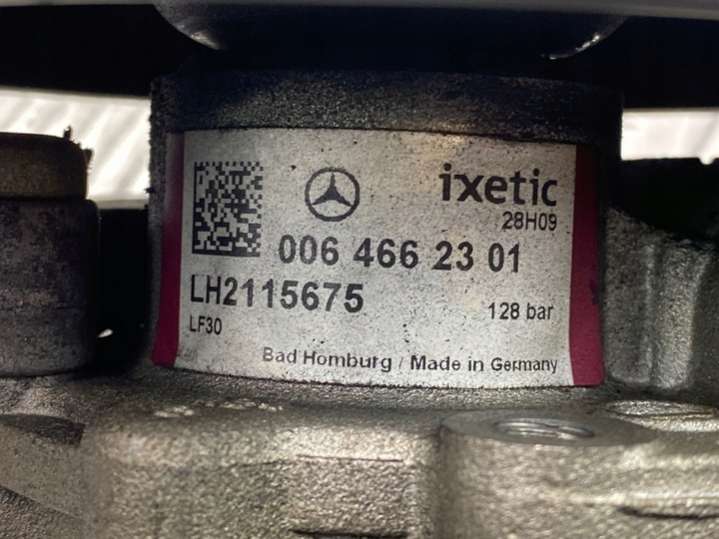 ixetic
28H09
006 466 23 01
LH2115675
128 bar
LF30
Bad Homburg / Made in Germany